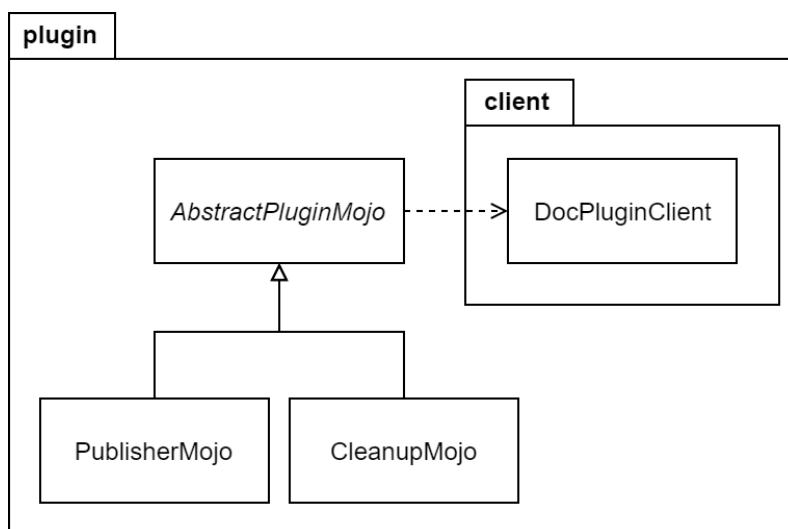 plugin
client
AbstractPluginMojo
DocPluginClient
PublisherMojo
CleanupMojo